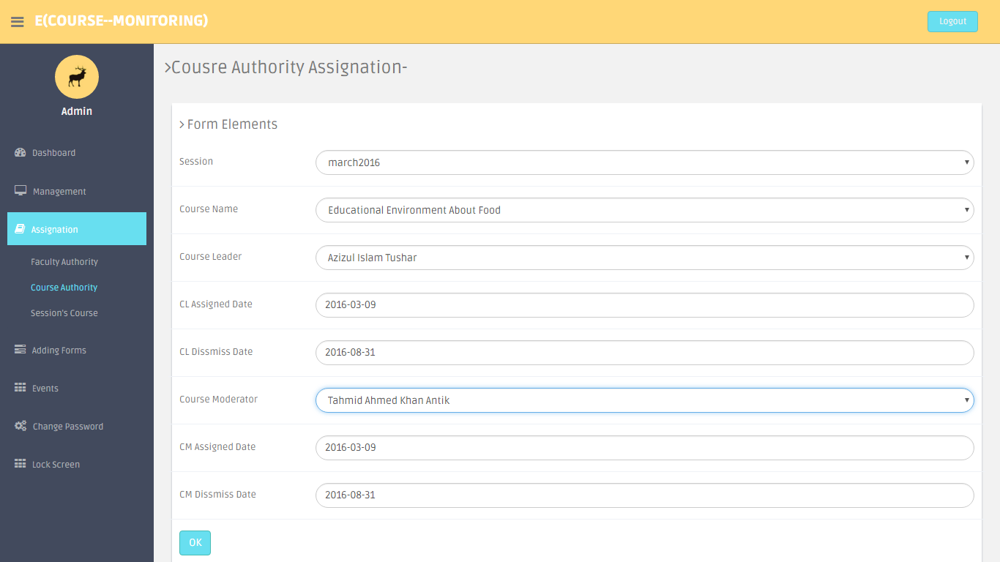 E(COURSE--MONITORING)
Logout
Admin
Dashboard
Management
Assignation
Faculty Authority
Course Authority
Session's Course
Adding Forms
Events
Change Password
Lock Screen
>Cousre Authority Assignation-
> Form Elements
Session march2016
Course Name Educational Environment About Food
Course Leader Azizul Islam Tushar
CL Assigned Date 2016-03-09
CL Dissmiss Date 2016-08-31
Course Moderator Tahmid Ahmed Khan Antik
CM Assigned Date 2016-03-09
CM Dissmiss Date 2016-08-31
OK